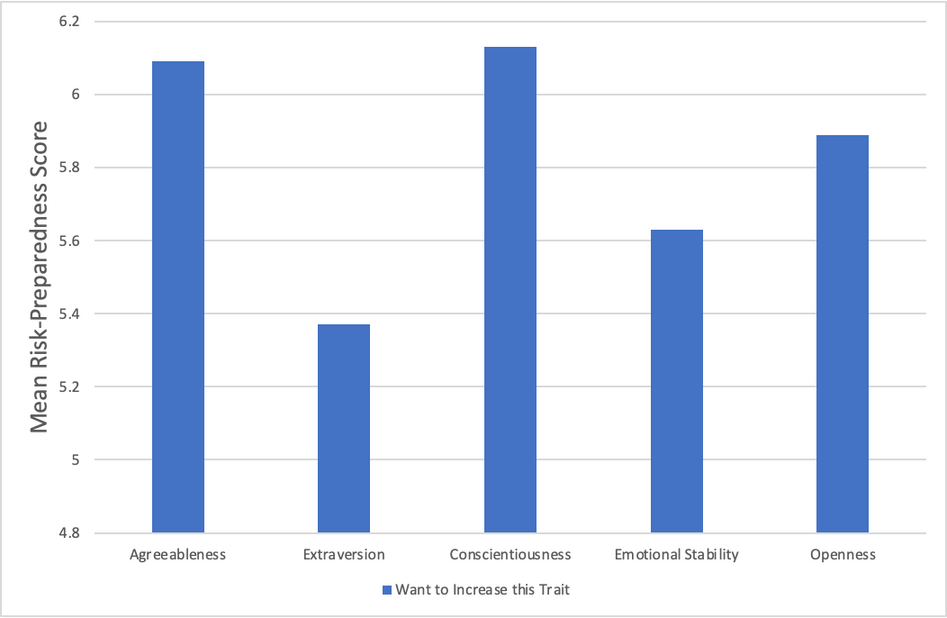 6.2
6
5.8
5.6
5.4
5.2
5
4.8
Mean Risk-Preparedness Score
Agreeableness Extraversion Conscientiousness Emotional Stability Openness
Want to Increase this Trait